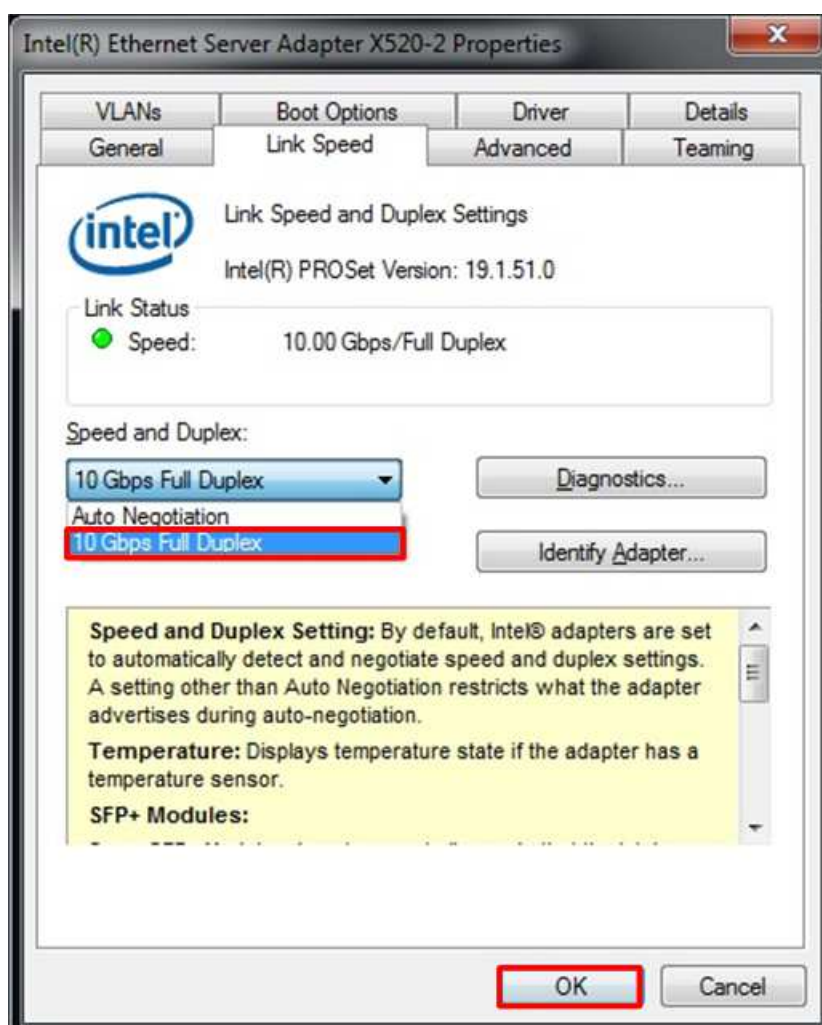 Intel(R) Ethernet Server Adapter X520-2 Properties
VLANs Boot Options Driver Details
General Link Speed Advanced Teaming
intel Link Speed and Duplex Settings
Intel(R) PROSet Version: 19.1.51.0
Link Status
Speed: 10.00 Gbps/Full Duplex
Speed and Duplex:
10 Gbps Full Duplex Diagnostics...
Auto Negotiation
10 Gbps Full Duplex Identify Adapter...
Speed and Duplex Setting: By default, Intel® adapters are set
to automatically detect and negotiate speed and duplex settings.
A setting other than Auto Negotiation restricts what the adapter
advertises during auto-negotiation.
Temperature: Displays temperature state if the adapter has a
temperature sensor.
SFP+ Modules:
OK Cancel